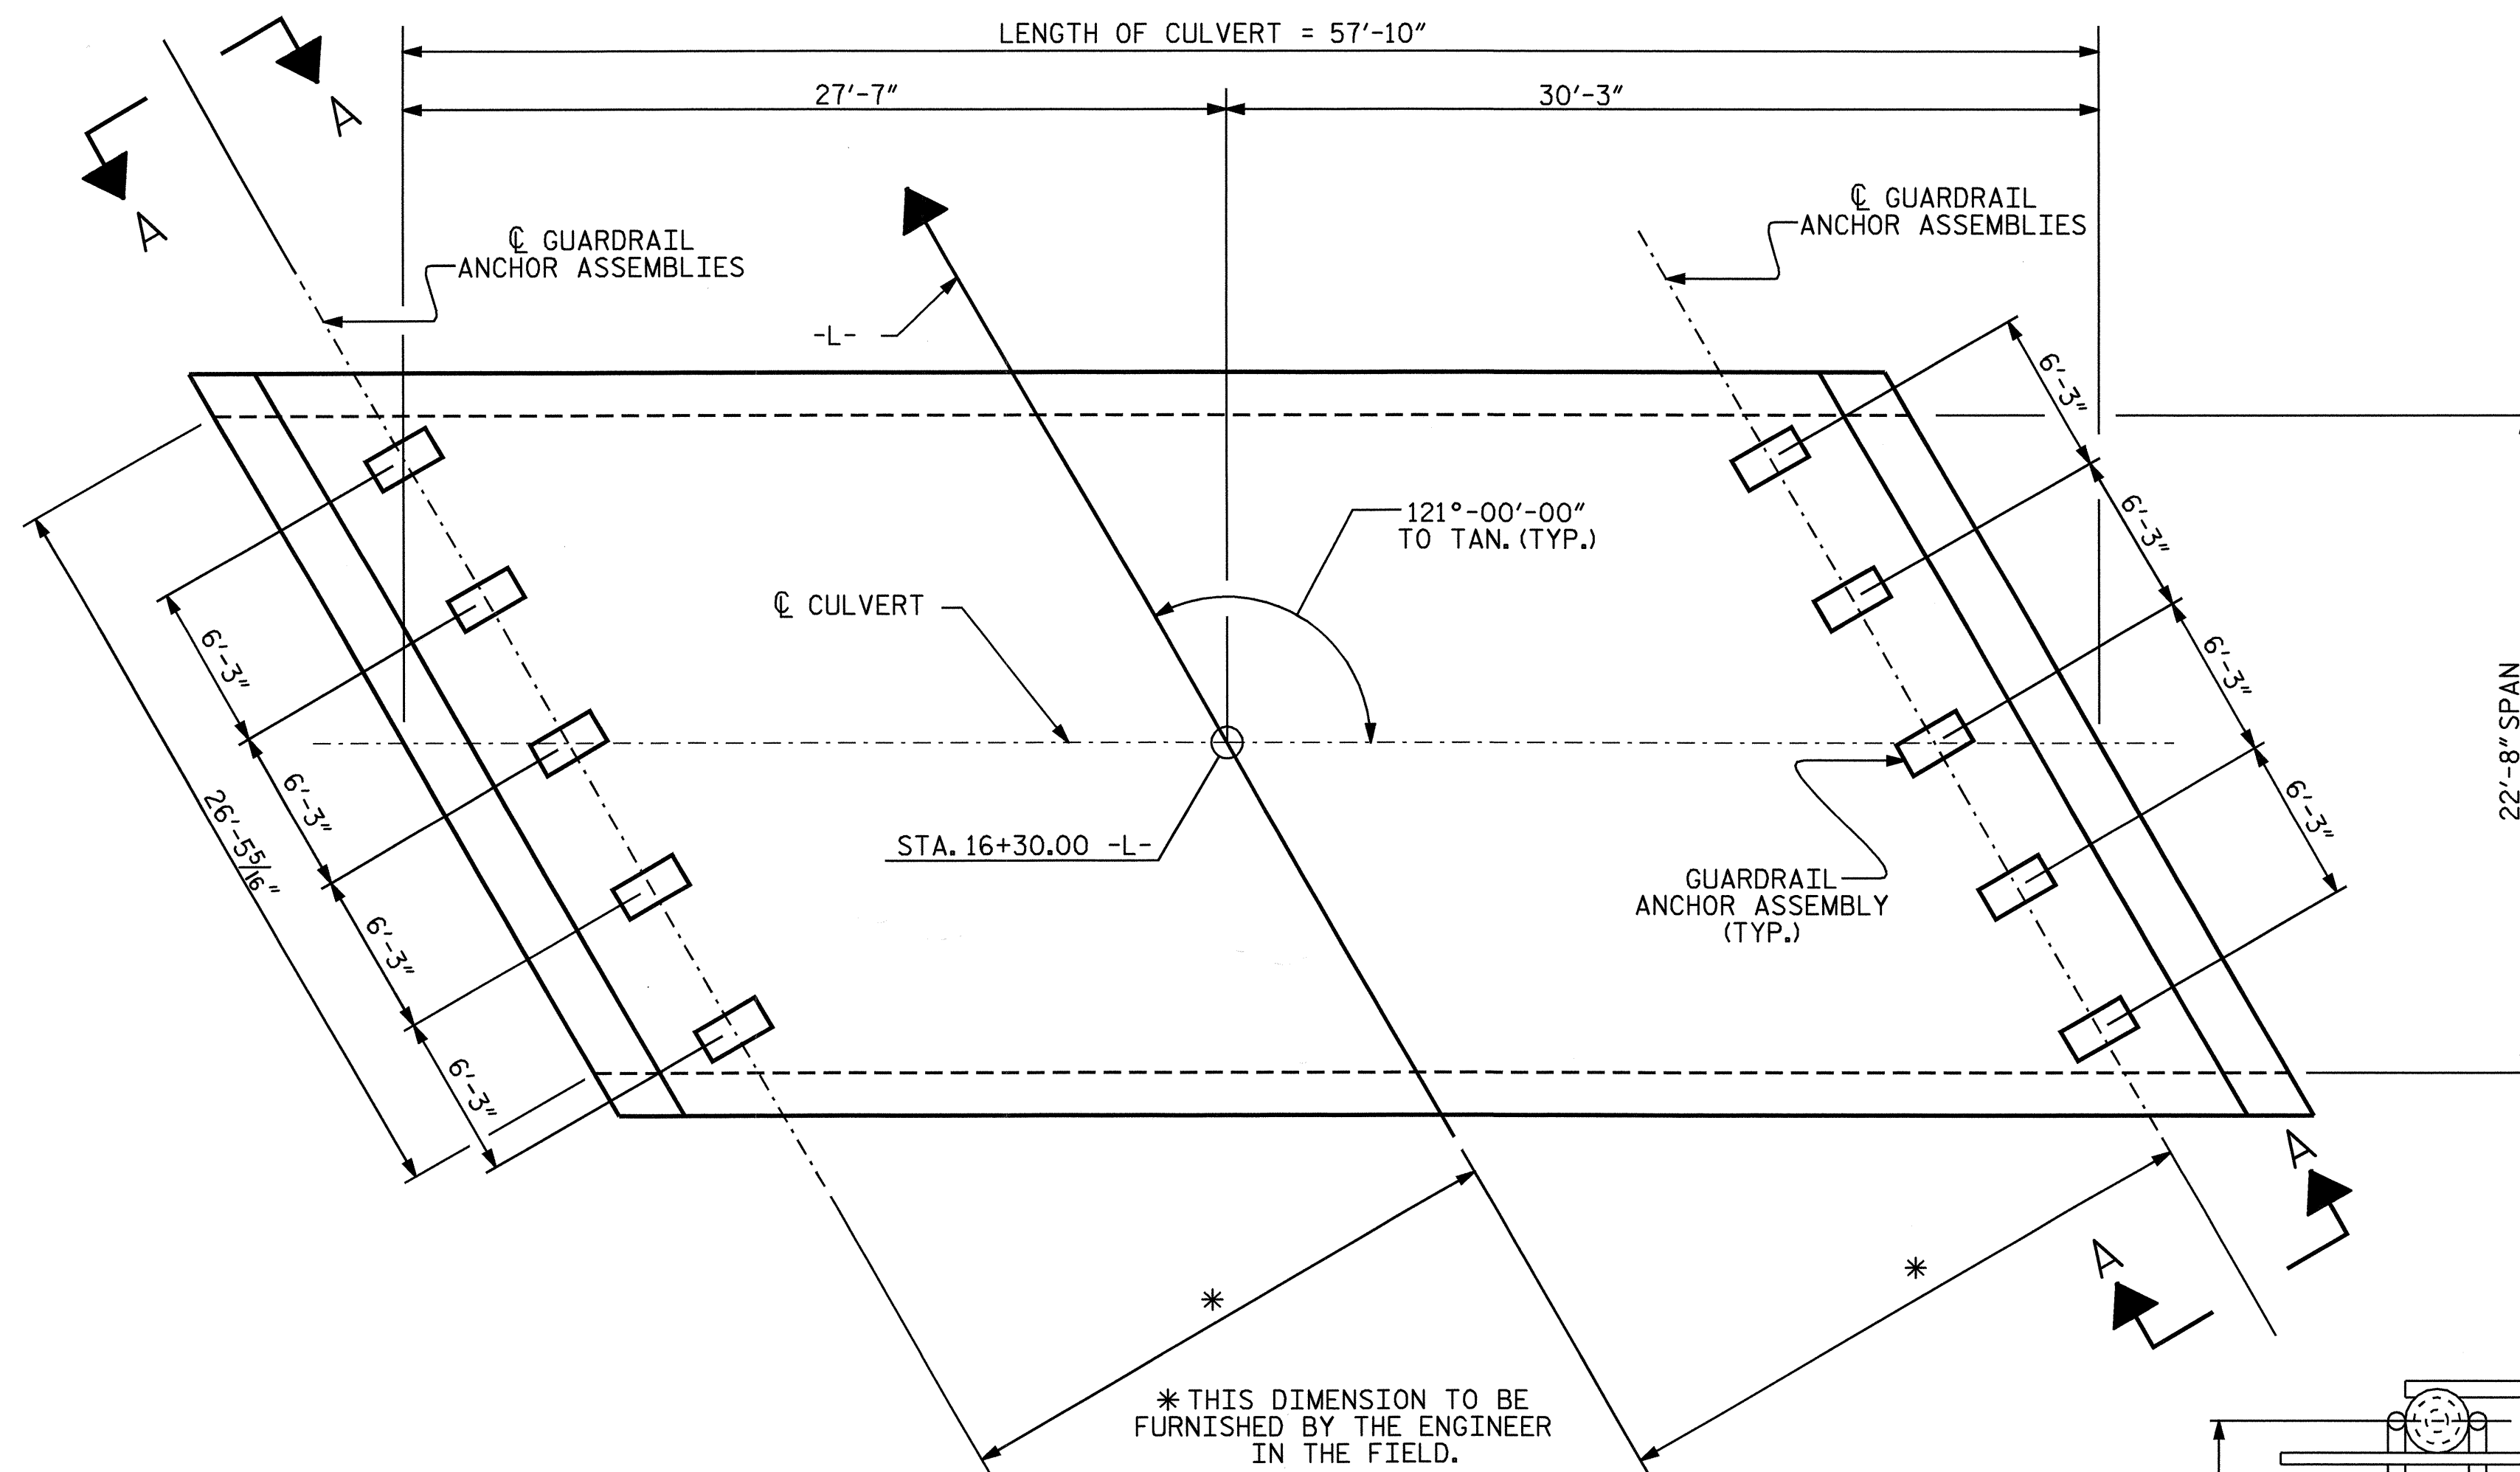 LENGTH OF CULVERT = 57'-10"
27'-7"
30'-3"
A
A
℄ GUARDRAIL
ANCHOR ASSEMBLIES
℄ GUARDRAIL
ANCHOR ASSEMBLIES
-L-
6'-3"
6'-3"
6'-3"
6'-3"
121°-00'-00"
TO TAN. (TYP.)
℄ CULVERT
6'-3"
6'-3"
6'-3"
6'-3"
26'-5 5/16"
22'-8" SPAN
STA. 16+30.00 -L-
GUARDRAIL
ANCHOR ASSEMBLY
(TYP.)
A
A
*
*
* THIS DIMENSION TO BE
FURNISHED BY THE ENGINEER
IN THE FIELD.